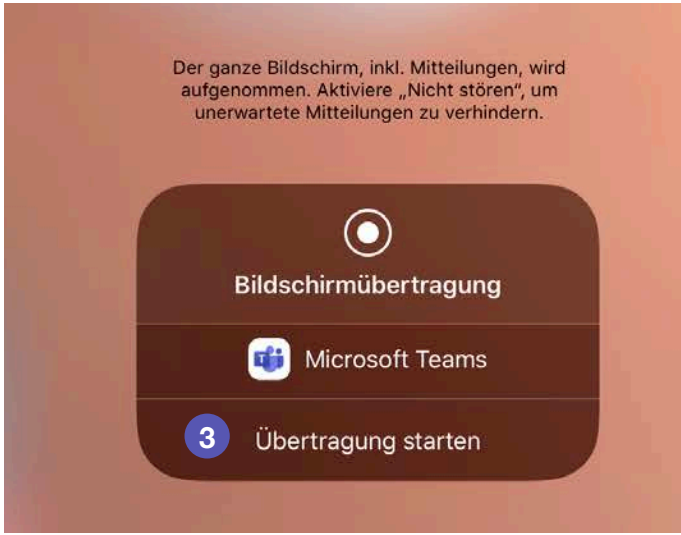 Der ganze Bildschirm, inkl. Mitteilungen, wird
aufgenommen. Aktiviere „Nicht stören“, um
unerwartete Mitteilungen zu verhindern.
Bildschirmübertragung
Microsoft Teams
3 Übertragung starten